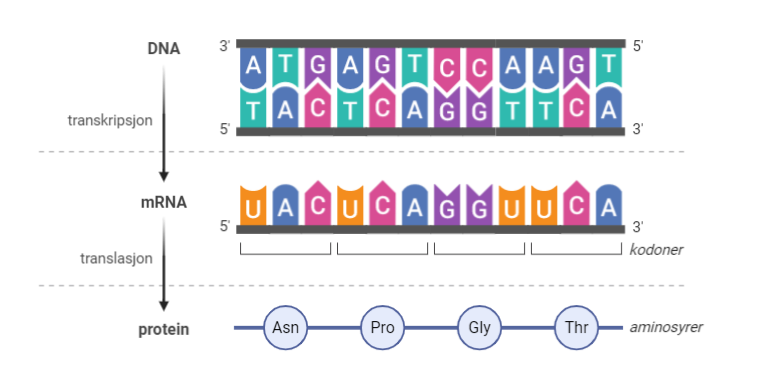 DNA
3' 5'
A T G A G T C C A A G T
T A C T C A G G T T C A
5' 3'
transkripsjon
mRNA
U A C U C A G G U U C A
5' 3'
kodoner
translasjon
protein
Asn Pro Gly Thr
aminosyrer